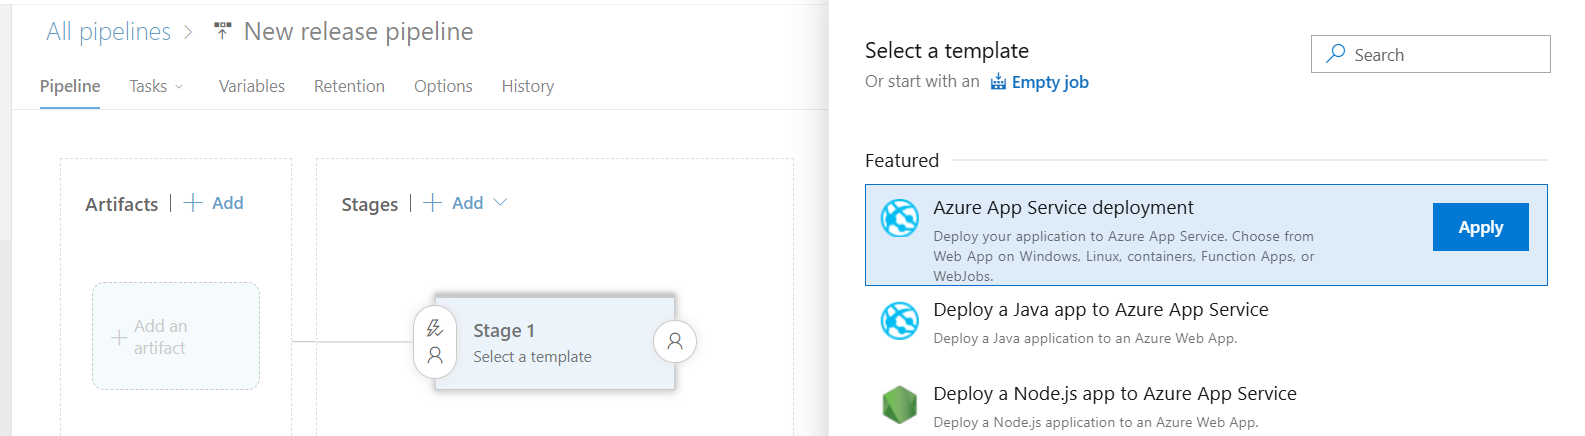 All pipelines > New release pipeline
Pipeline Tasks Variables Retention Options History
Artifacts | + Add
Stages | + Add
+ Add an
artifact
Stage 1
Select a template
Select a template
Search
Or start with an Empty job
Featured
Azure App Service deployment
Deploy your application to Azure App Service. Choose from
Web App on Windows, Linux, containers, Function Apps, or
WebJobs.
Apply
Deploy a Java app to Azure App Service
Deploy a Java application to an Azure Web App.
Deploy a Node.js app to Azure App Service
Deploy a Node.js application to an Azure Web App.